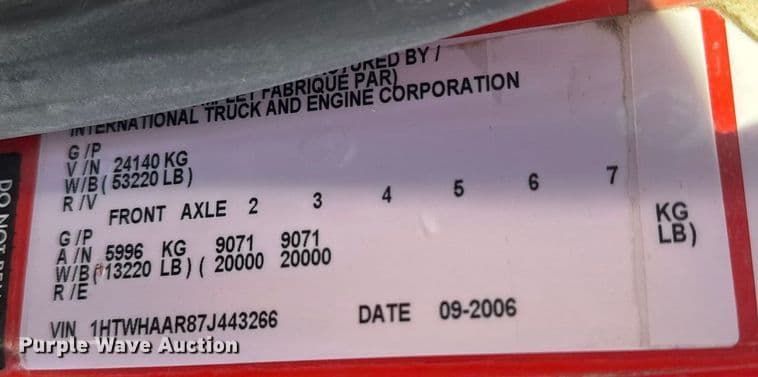 BY /
FABRIQUE PAR)
INTERNATIONAL TRUCK AND ENGINE CORPORATION
G /P
V /N 24140 KG
W/B( 53220 LB )
R /V
FRONT AXLE 2 3 4 5 6 7
G /P
A /N 5996 KG 9071 9071 KG
W/B( 13220 LB ) ( 20000 20000 LB)
R /E
VIN 1HTWHAAR87J443266 DATE 09-2006
Purple Wave Auction
DO NOT